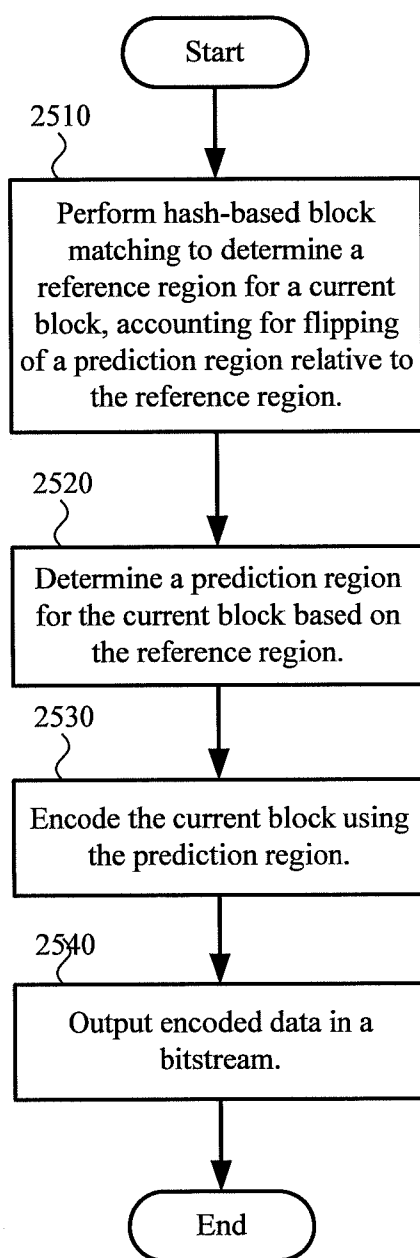 Start
2510
Perform hash-based block
matching to determine a
reference region for a current
block, accounting for flipping
of a prediction region relative to
the reference region.
2520
Determine a prediction region
for the current block based on
the reference region.
2530
Encode the current block using
the prediction region.
2540
Output encoded data in a
bitstream.
End